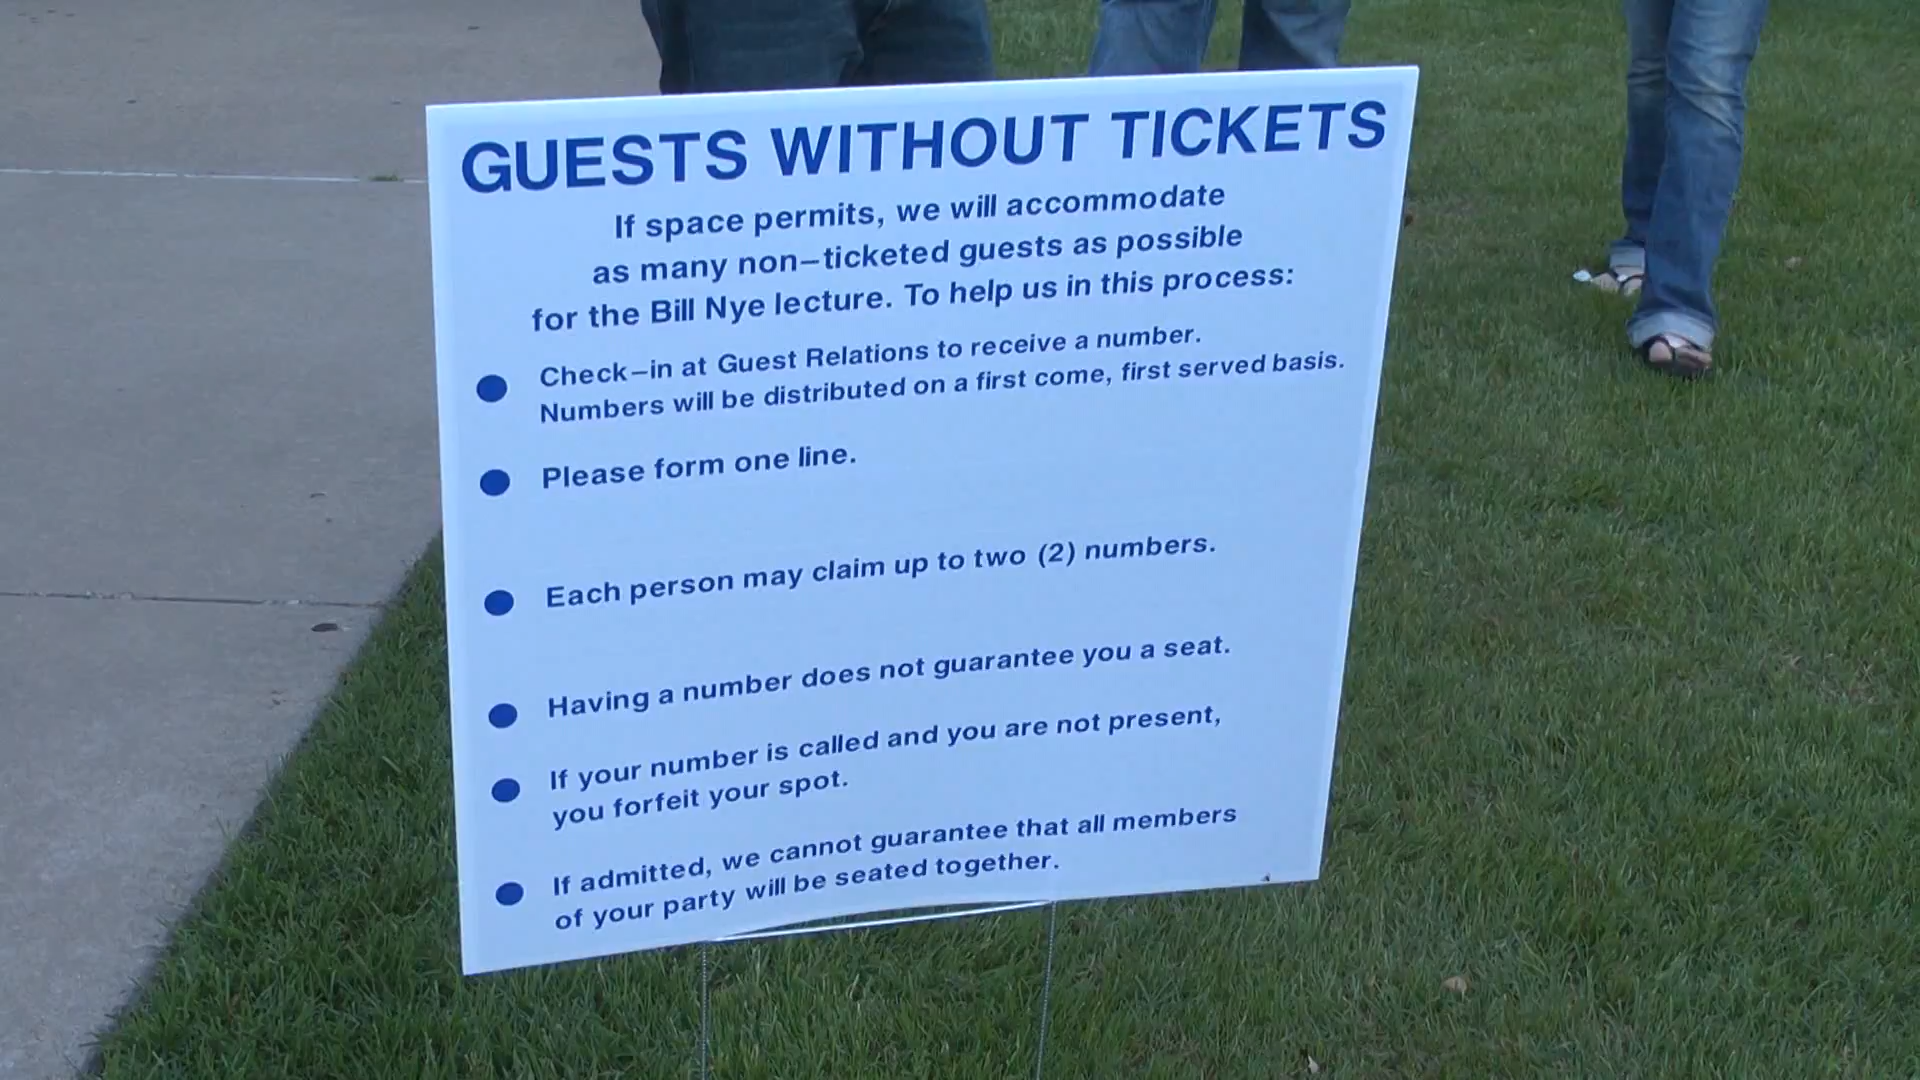 GUESTS WITHOUT TICKETS
If space permits, we will accommodate
as many non-ticketed guests as possible
for the Bill Nye lecture. To help us in this process:
● Check-in at Guest Relations to receive a number.
Numbers will be distributed on a first come, first served basis.
● Please form one line.
● Each person may claim up to two (2) numbers.
● Having a number does not guarantee you a seat.
● If your number is called and you are not present,
you forfeit your spot.
● If admitted, we cannot guarantee that all members
of your party will be seated together.